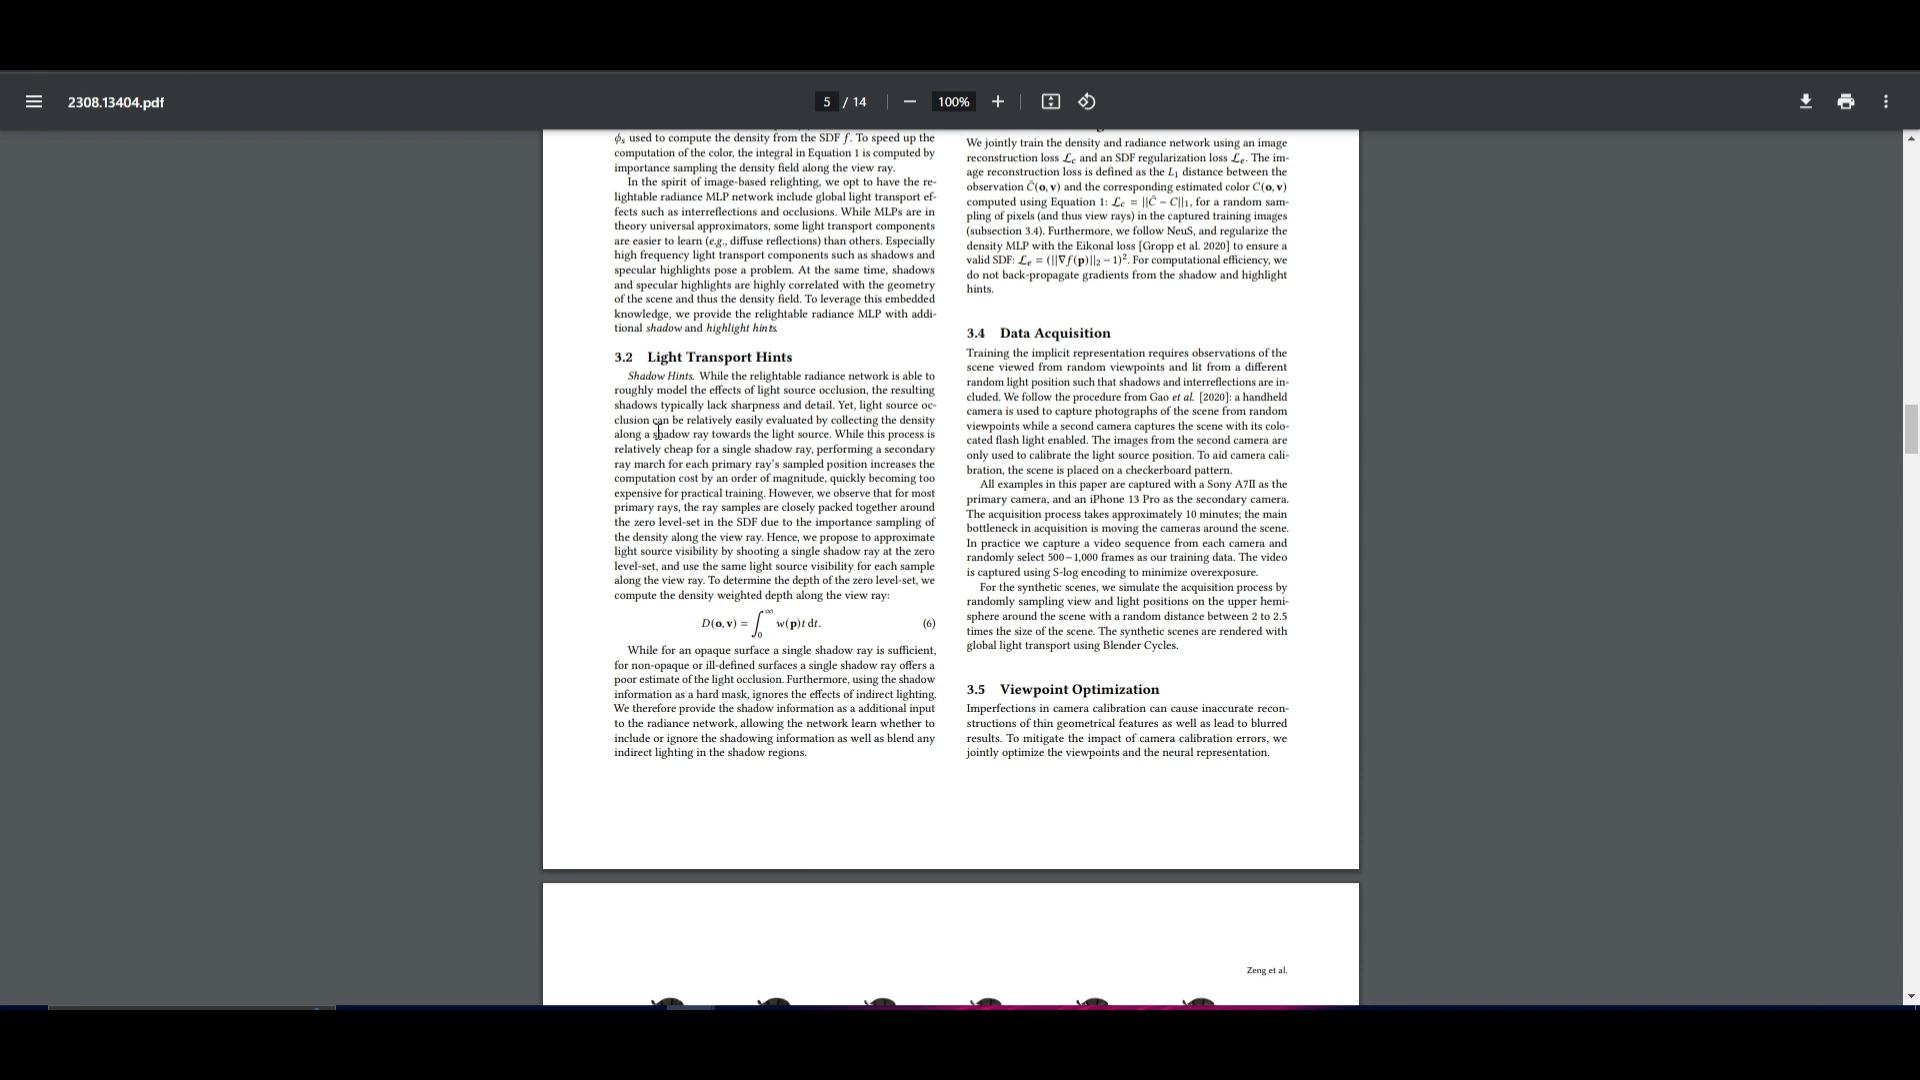 2308.13404.pdf
5 / 14
100%
ϕs used to compute the density from the SDF f. To speed up the
computation of the color, the integral in Equation 1 is computed by
importance sampling the density field along the view ray.
In the spirit of image-based relighting, we opt to have the re-
lightable radiance MLP network include global light transport ef-
fects such as interreflections and occlusions. While MLPs are in
theory universal approximators, some light transport components
are easier to learn (e.g., diffuse reflections) than others. Especially
high frequency light transport components such as shadows and
specular highlights pose a problem. At the same time, shadows
and specular highlights are highly correlated with the geometry
of the scene and thus the density field. To leverage this embedded
knowledge, we provide the relightable radiance MLP with addi-
tional shadow and highlight hints.
3.2 Light Transport Hints
Shadow Hints. While the relightable radiance network is able to
roughly model the effects of light source occlusion, the resulting
shadows typically lack sharpness and detail. Yet, light source oc-
clusion can be relatively easily evaluated by collecting the density
along a shadow ray towards the light source. While this process is
relatively cheap for a single shadow ray, performing a secondary
ray march for each primary ray's sampled position increases the
computation cost by an order of magnitude, quickly becoming too
expensive for practical training. However, we observe that for most
primary rays, the ray samples are closely packed together around
the zero level-set in the SDF due to the importance sampling of
the density along the view ray. Hence, we propose to approximate
light source visibility by shooting a single shadow ray at the zero
level-set, and use the same light source visibility for each sample
along the view ray. To determine the depth of the zero level-set, we
compute the density weighted depth along the view ray:
D(o, v) = ∫₀^∞ w(p)t dt. (6)
While for an opaque surface a single shadow ray is sufficient,
for non-opaque or ill-defined surfaces a single shadow ray offers a
poor estimate of the light occlusion. Furthermore, using the shadow
information as a hard mask, ignores the effects of indirect lighting.
We therefore provide the shadow information as a additional input
to the radiance network, allowing the network learn whether to
include or ignore the shadowing information as well as blend any
indirect lighting in the shadow regions.
We jointly train the density and radiance network using an image
reconstruction loss ℒc and an SDF regularization loss ℒe. The im-
age reconstruction loss is defined as the L1 distance between the
observation C̄(o, v) and the corresponding estimated color C(o, v)
computed using Equation 1: ℒc = ||C̄ − C||1, for a random sam-
pling of pixels (and thus view rays) in the captured training images
(subsection 3.4). Furthermore, we follow NeuS, and regularize the
density MLP with the Eikonal loss [Gropp et al. 2020] to ensure a
valid SDF: ℒe = (||∇f(p)||2 − 1)². For computational efficiency, we
do not back-propagate gradients from the shadow and highlight
hints.
3.4 Data Acquisition
Training the implicit representation requires observations of the
scene viewed from random viewpoints and lit from a different
random light position such that shadows and interreflections are in-
cluded. We follow the procedure from Gao et al. [2020]: a handheld
camera is used to capture photographs of the scene from random
viewpoints while a second camera captures the scene with its colo-
cated flash light enabled. The images from the second camera are
only used to calibrate the light source position. To aid camera cali-
bration, the scene is placed on a checkerboard pattern.
All examples in this paper are captured with a Sony A7II as the
primary camera, and an iPhone 13 Pro as the secondary camera.
The acquisition process takes approximately 10 minutes; the main
bottleneck in acquisition is moving the cameras around the scene.
In practice we capture a video sequence from each camera and
randomly select 500−1,000 frames as our training data. The video
is captured using S-log encoding to minimize overexposure.
For the synthetic scenes, we simulate the acquisition process by
randomly sampling view and light positions on the upper hemi-
sphere around the scene with a random distance between 2 to 2.5
times the size of the scene. The synthetic scenes are rendered with
global light transport using Blender Cycles.
3.5 Viewpoint Optimization
Imperfections in camera calibration can cause inaccurate recon-
structions of thin geometrical features as well as lead to blurred
results. To mitigate the impact of camera calibration errors, we
jointly optimize the viewpoints and the neural representation.
Zeng et al.